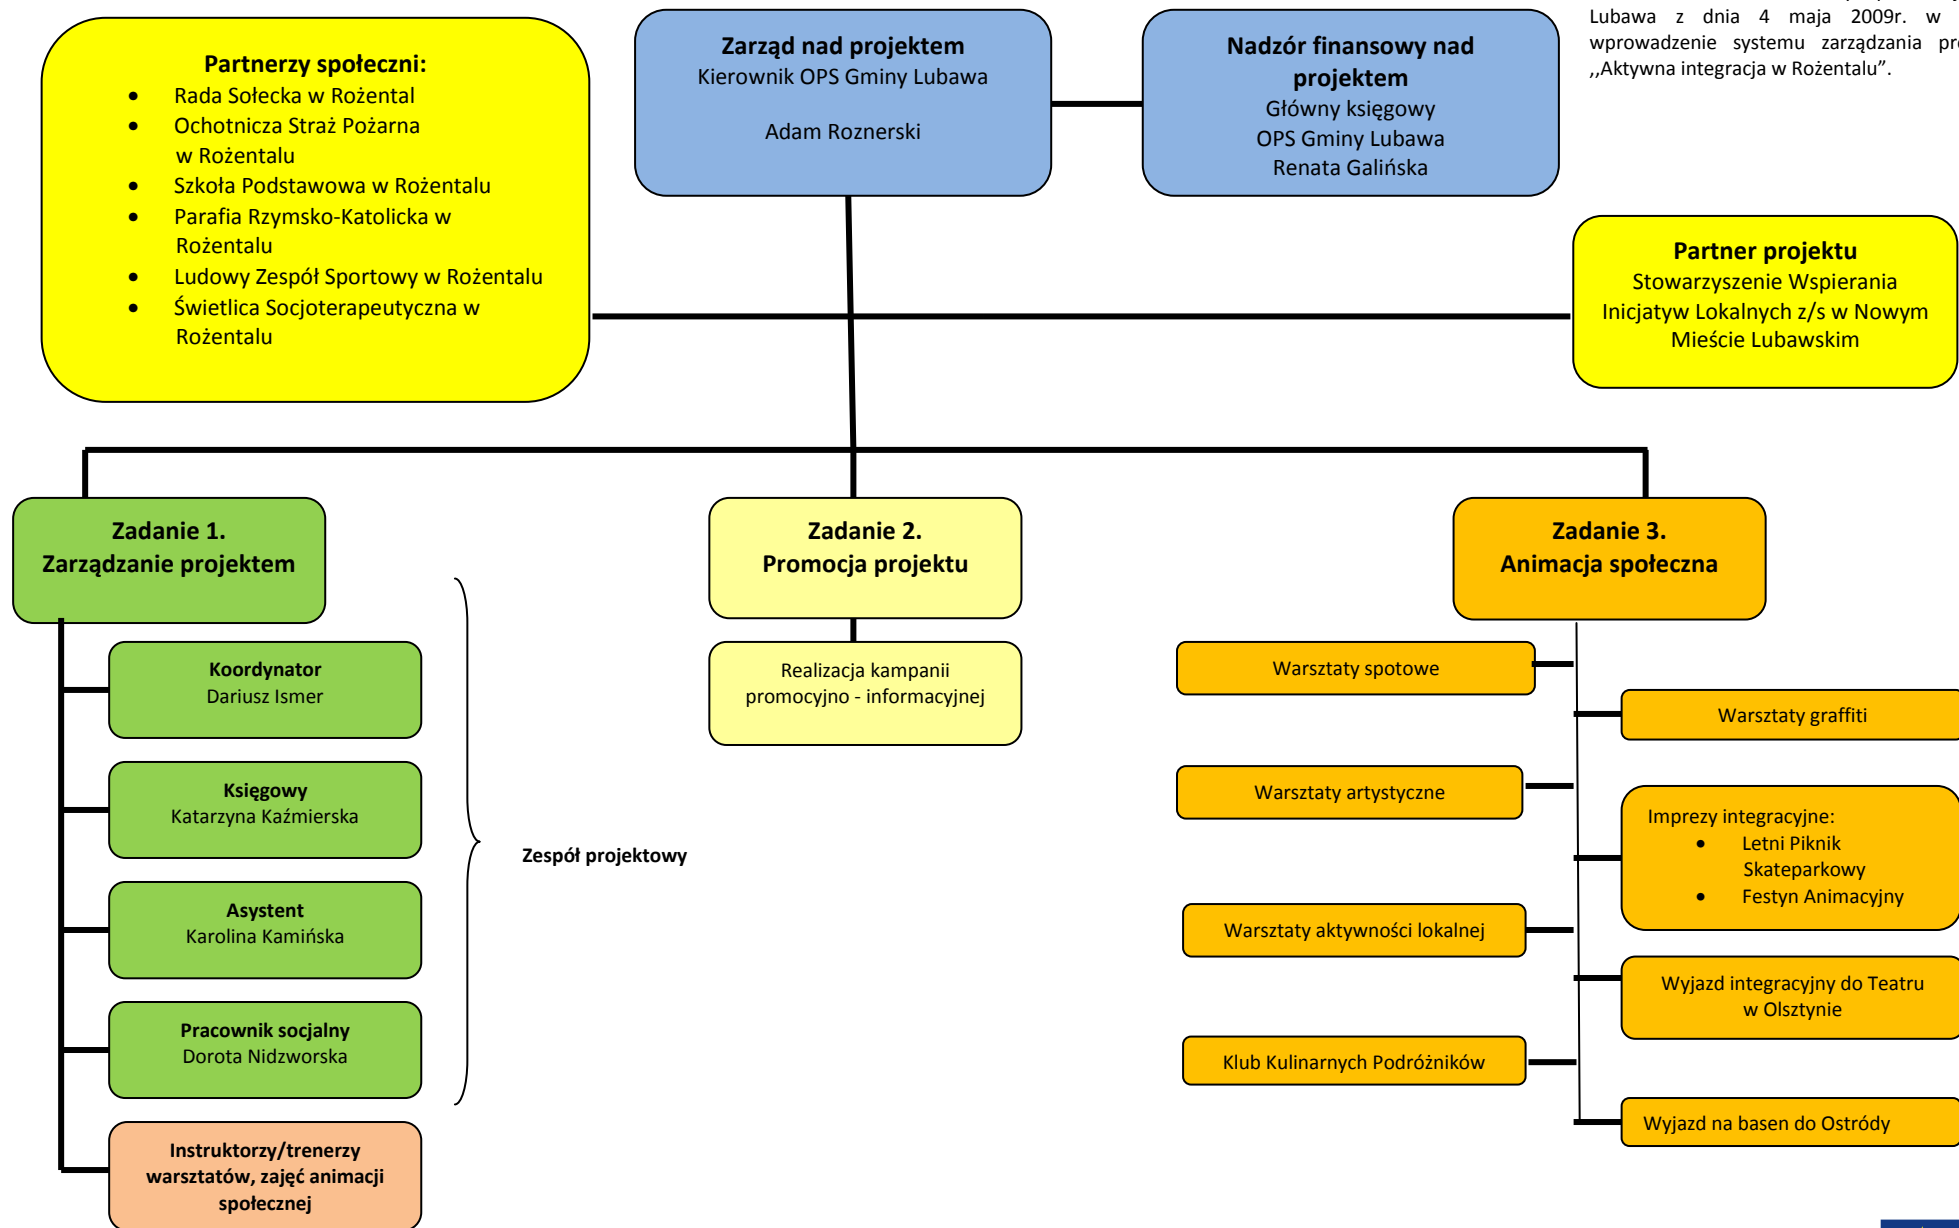 Lubawa z dnia 4 maja 2009r. w
wprowadzenie systemu zarządzania
,,Aktywna integracja w Rożentalu”.
Partnerzy społeczni:
• Rada Sołecka w Rożental
• Ochotnicza Straż Pożarna
w Rożentalu
• Szkoła Podstawowa w Rożentalu
• Parafia Rzymsko-Katolicka w
Rożentalu
• Ludowy Zespół Sportowy w Rożentalu
• Świetlica Socjoterapeutyczna w
Rożentalu
Zarząd nad projektem
Kierownik OPS Gminy Lubawa
Adam Roznerski
Nadzór finansowy nad
projektem
Główny księgowy
OPS Gminy Lubawa
Renata Galińska
Partner projektu
Stowarzyszenie Wspierania
Inicjatyw Lokalnych z/s w Nowym
Mieście Lubawskim
Zadanie 1.
Zarządzanie projektem
Koordynator
Dariusz Ismer
Księgowy
Katarzyna Kaźmierska
Asystent
Karolina Kamińska
Pracownik socjalny
Dorota Nidzworska
Instruktorzy/trenerzy
warsztatów, zajęć animacji
społecznej
Zespół projektowy
Zadanie 2.
Promocja projektu
Realizacja kampanii
promocyjno - informacyjnej
Zadanie 3.
Animacja społeczna
Warsztaty spotowe
Warsztaty graffiti
Warsztaty artystyczne
Imprezy integracyjne:
• Letni Piknik
Skateparkowy
• Festyn Animacyjny
Warsztaty aktywności lokalnej
Wyjazd integracyjny do Teatru
w Olsztynie
Klub Kulinarnych Podróżników
Wyjazd na basen do Ostródy